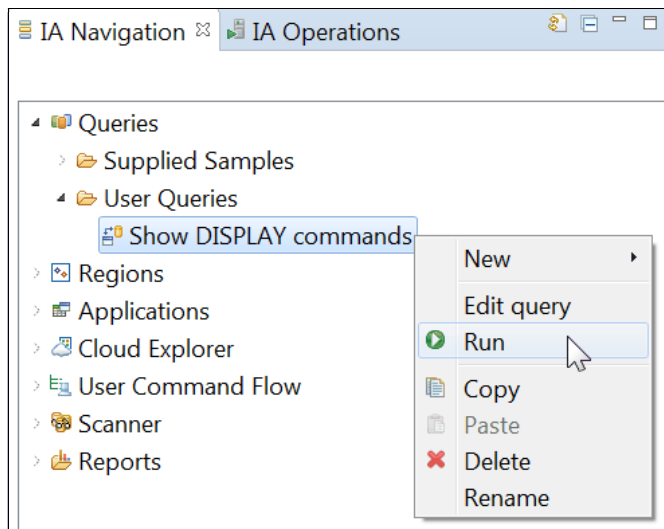 IA Navigation IA Operations
Queries
Supplied Samples
User Queries
Show DISPLAY commands
Regions
Applications
Cloud Explorer
User Command Flow
Scanner
Reports
New
Edit query
Run
Copy
Paste
Delete
Rename